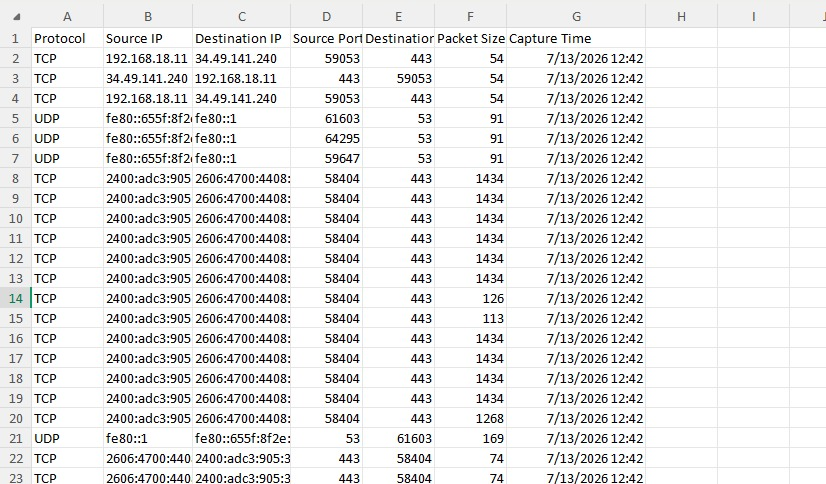 A B C D E F G H I J
1 Protocol Source IP Destination IP Source Port Destination Packet Size Capture Time
2 TCP 192.168.18.11 34.49.141.240 59053 443 54 7/13/2026 12:42
3 TCP 34.49.141.240 192.168.18.11 443 59053 54 7/13/2026 12:42
4 TCP 192.168.18.11 34.49.141.240 59053 443 54 7/13/2026 12:42
5 UDP fe80::655f:8f2e fe80::1 61603 53 91 7/13/2026 12:42
6 UDP fe80::655f:8f2e fe80::1 64295 53 91 7/13/2026 12:42
7 UDP fe80::655f:8f2e fe80::1 59647 53 91 7/13/2026 12:42
8 TCP 2400:adc3:905 2606:4700:4408: 58404 443 1434 7/13/2026 12:42
9 TCP 2400:adc3:905 2606:4700:4408: 58404 443 1434 7/13/2026 12:42
10 TCP 2400:adc3:905 2606:4700:4408: 58404 443 1434 7/13/2026 12:42
11 TCP 2400:adc3:905 2606:4700:4408: 58404 443 1434 7/13/2026 12:42
12 TCP 2400:adc3:905 2606:4700:4408: 58404 443 1434 7/13/2026 12:42
13 TCP 2400:adc3:905 2606:4700:4408: 58404 443 1434 7/13/2026 12:42
14 TCP 2400:adc3:905 2606:4700:4408: 58404 443 126 7/13/2026 12:42
15 TCP 2400:adc3:905 2606:4700:4408: 58404 443 113 7/13/2026 12:42
16 TCP 2400:adc3:905 2606:4700:4408: 58404 443 1434 7/13/2026 12:42
17 TCP 2400:adc3:905 2606:4700:4408: 58404 443 1434 7/13/2026 12:42
18 TCP 2400:adc3:905 2606:4700:4408: 58404 443 1434 7/13/2026 12:42
19 TCP 2400:adc3:905 2606:4700:4408: 58404 443 1434 7/13/2026 12:42
20 TCP 2400:adc3:905 2606:4700:4408: 58404 443 1268 7/13/2026 12:42
21 UDP fe80::1 fe80::655f:8f2e: 53 61603 169 7/13/2026 12:42
22 TCP 2606:4700:440 2400:adc3:905:3 443 58404 74 7/13/2026 12:42
23 TCP 2606:4700:440 2400:adc3:905:3 443 58404 74 7/13/2026 12:42